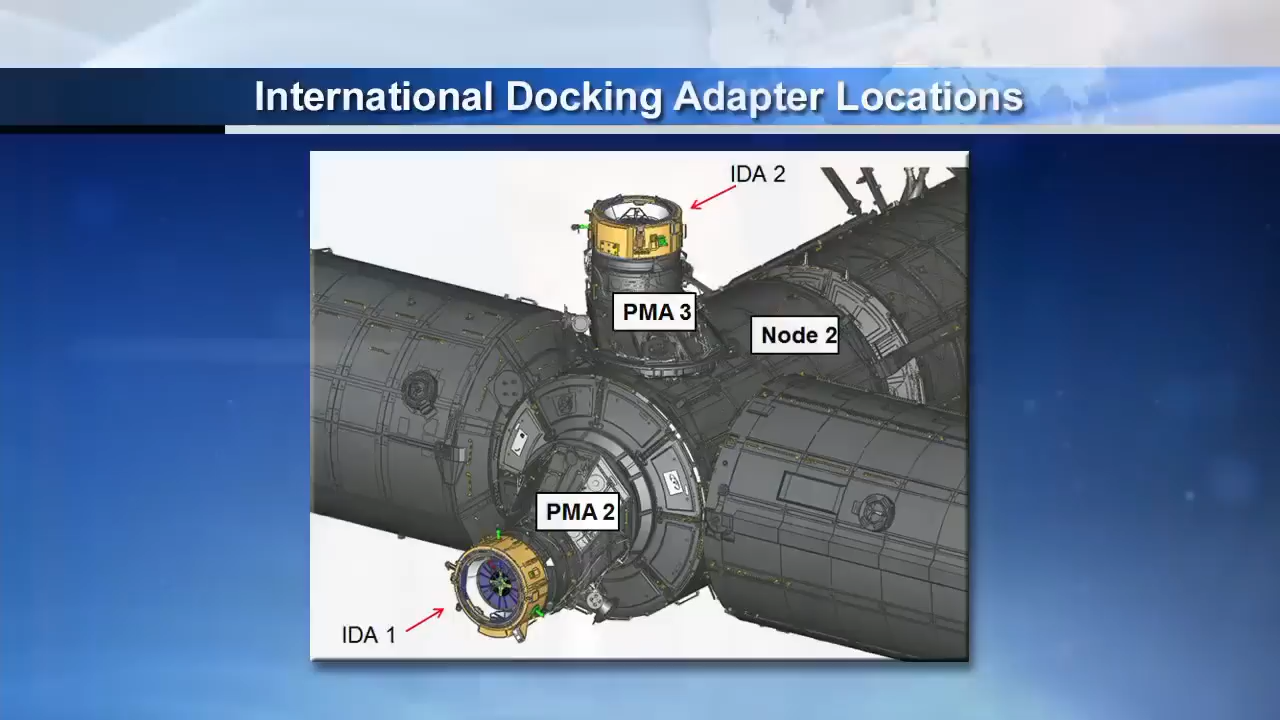 International Docking Adapter Locations
IDA 2
PMA 3
Node 2
PMA 2
IDA 1